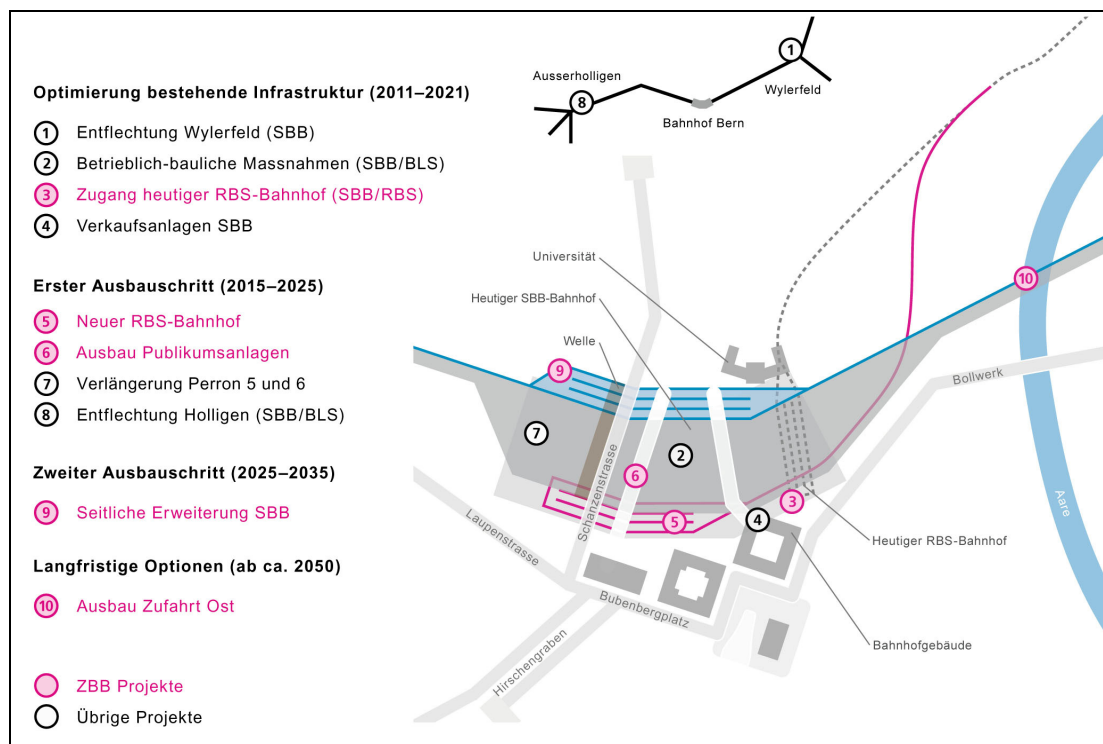 Optimierung bestehende Infrastruktur (2011–2021)
1 Entflechtung Wylerfeld (SBB)
2 Betrieblich-bauliche Massnahmen (SBB/BLS)
3 Zugang heutiger RBS-Bahnhof (SBB/RBS)
4 Verkaufsanlagen SBB
Erster Ausbauschritt (2015–2025)
5 Neuer RBS-Bahnhof
6 Ausbau Publikumsanlagen
7 Verlängerung Perron 5 und 6
8 Entflechtung Holligen (SBB/BLS)
Zweiter Ausbauschritt (2025–2035)
9 Seitliche Erweiterung SBB
Langfristige Optionen (ab ca. 2050)
10 Ausbau Zufahrt Ost
ZBB Projekte
Übrige Projekte
1
Ausserholligen
Wylerfeld
8
Bahnhof Bern
Universität
10
Heutiger SBB-Bahnhof
Welle
9
Bollwerk
7
2
6
Schanzenstrasse
3
Aare
5
4
Laupenstrasse
Heutiger RBS-Bahnhof
Bubenbergplatz
Bahnhofgebäude
Hirschengraben